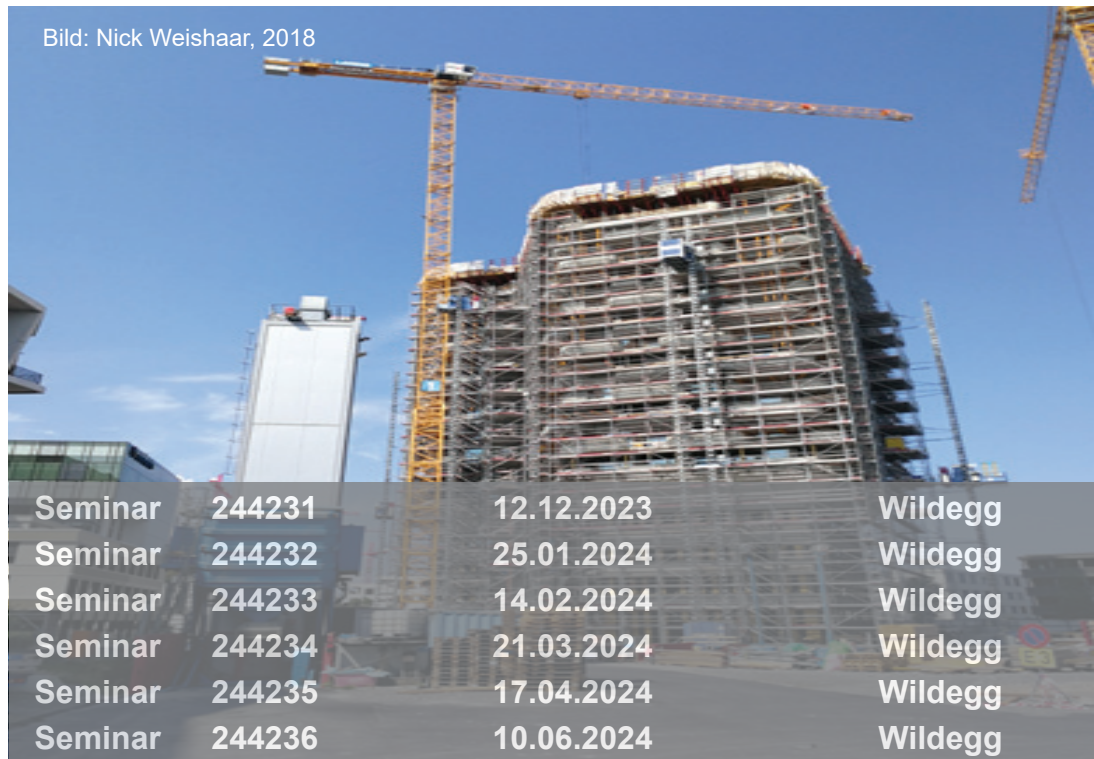 Bild: Nick Weishaar, 2018
Seminar 244231 12.12.2023 Wildegg
Seminar 244232 25.01.2024 Wildegg
Seminar 244233 14.02.2024 Wildegg
Seminar 244234 21.03.2024 Wildegg
Seminar 244235 17.04.2024 Wildegg
Seminar 244236 10.06.2024 Wildegg